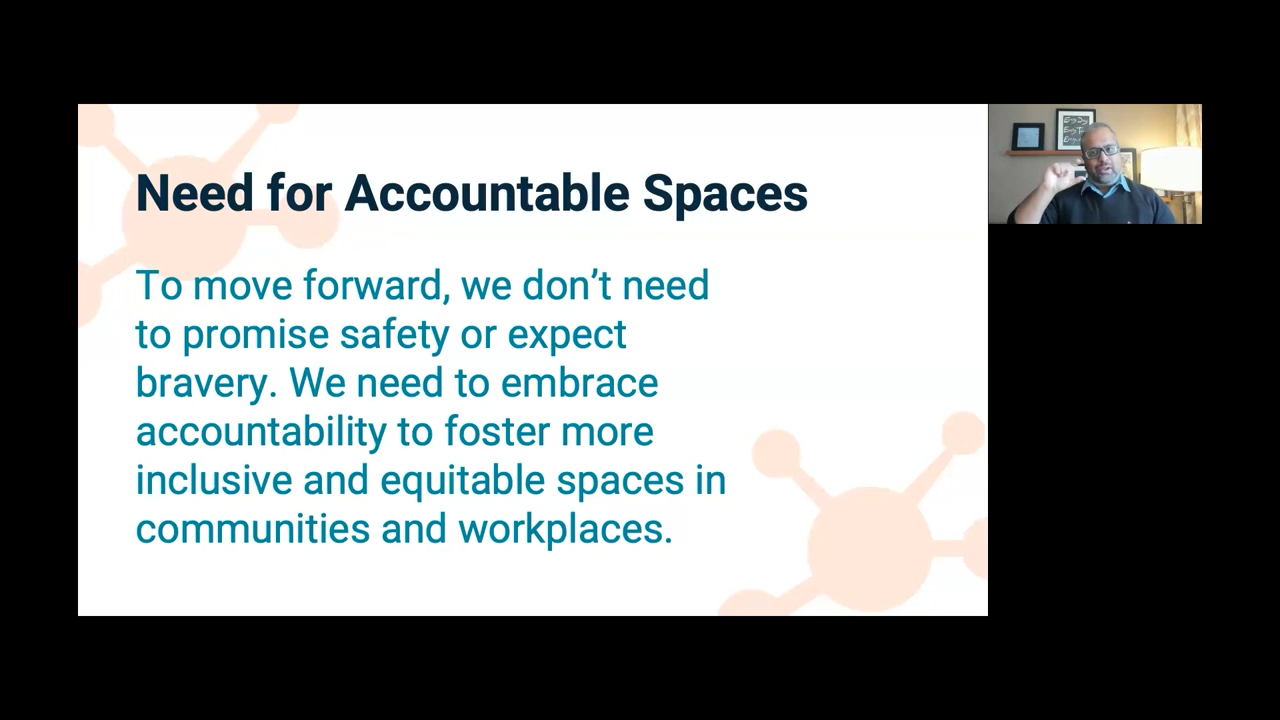 Need for Accountable Spaces
To move forward, we don’t need
to promise safety or expect
bravery. We need to embrace
accountability to foster more
inclusive and equitable spaces in
communities and workplaces.